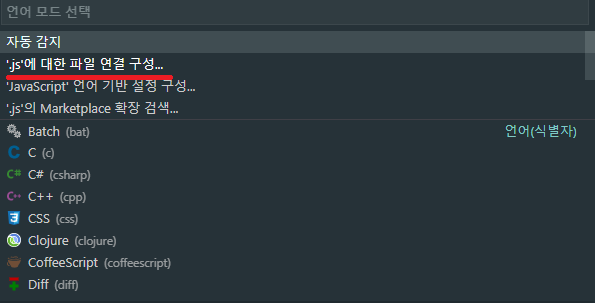 언어 모드 선택
자동 감지
'.js'에 대한 파일 연결 구성...
'JavaScript' 언어 기반 설정 구성...
'.js'의 Marketplace 확장 검색...
Batch (bat) 언어(식별자)
C (c)
C# (csharp)
C++ (cpp)
CSS (css)
Clojure (clojure)
CoffeeScript (coffeescript)
Diff (diff)